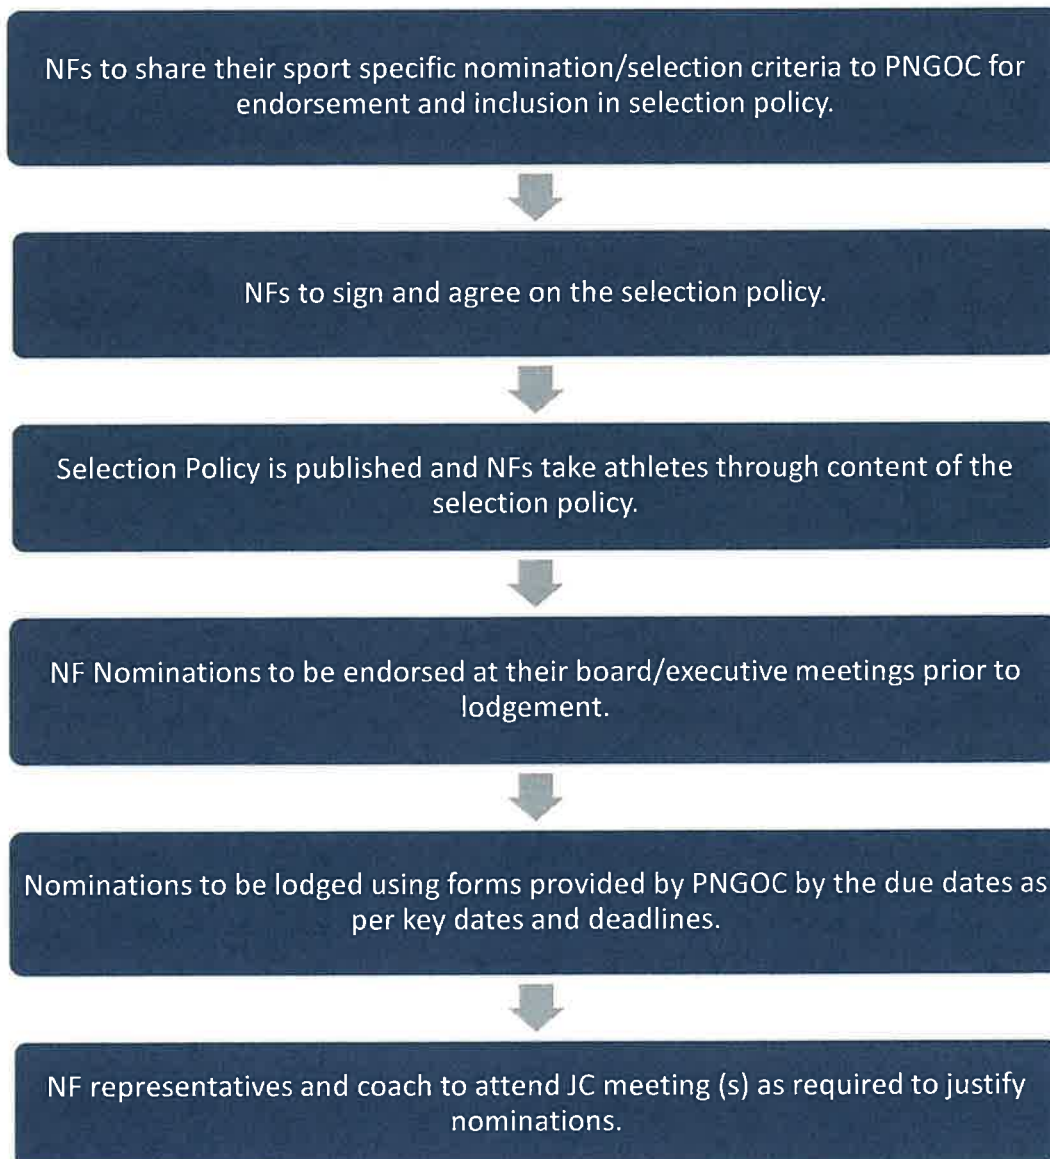 NFs to share their sport specific nomination/selection criteria to PNGOC for
endorsement and inclusion in selection policy.
NFs to sign and agree on the selection policy.
Selection Policy is published and NFs take athletes through content of the
selection policy.
NF Nominations to be endorsed at their board/executive meetings prior to
lodgement.
Nominations to be lodged using forms provided by PNGOC by the due dates as
per key dates and deadlines.
NF representatives and coach to attend JC meeting (s) as required to justify
nominations.